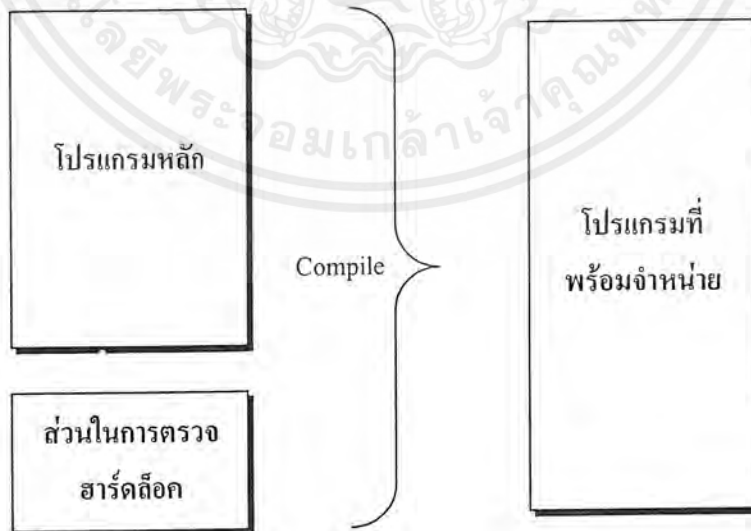 โปรแกรมหลัก
Compile
โปรแกรมที่
พร้อมจำหน่าย
ส่วนในการตรวจ
ฮาร์ดล็อค